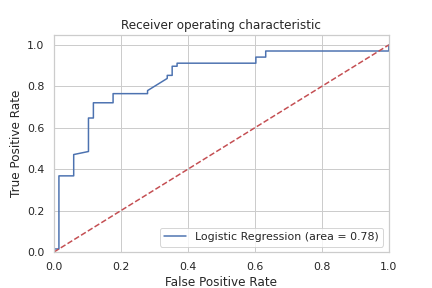 Receiver operating characteristic
1.0
0.8
0.6
0.4
0.2
0.0
True Positive Rate
0.0 0.2 0.4 0.6 0.8 1.0
False Positive Rate
Logistic Regression (area = 0.78)